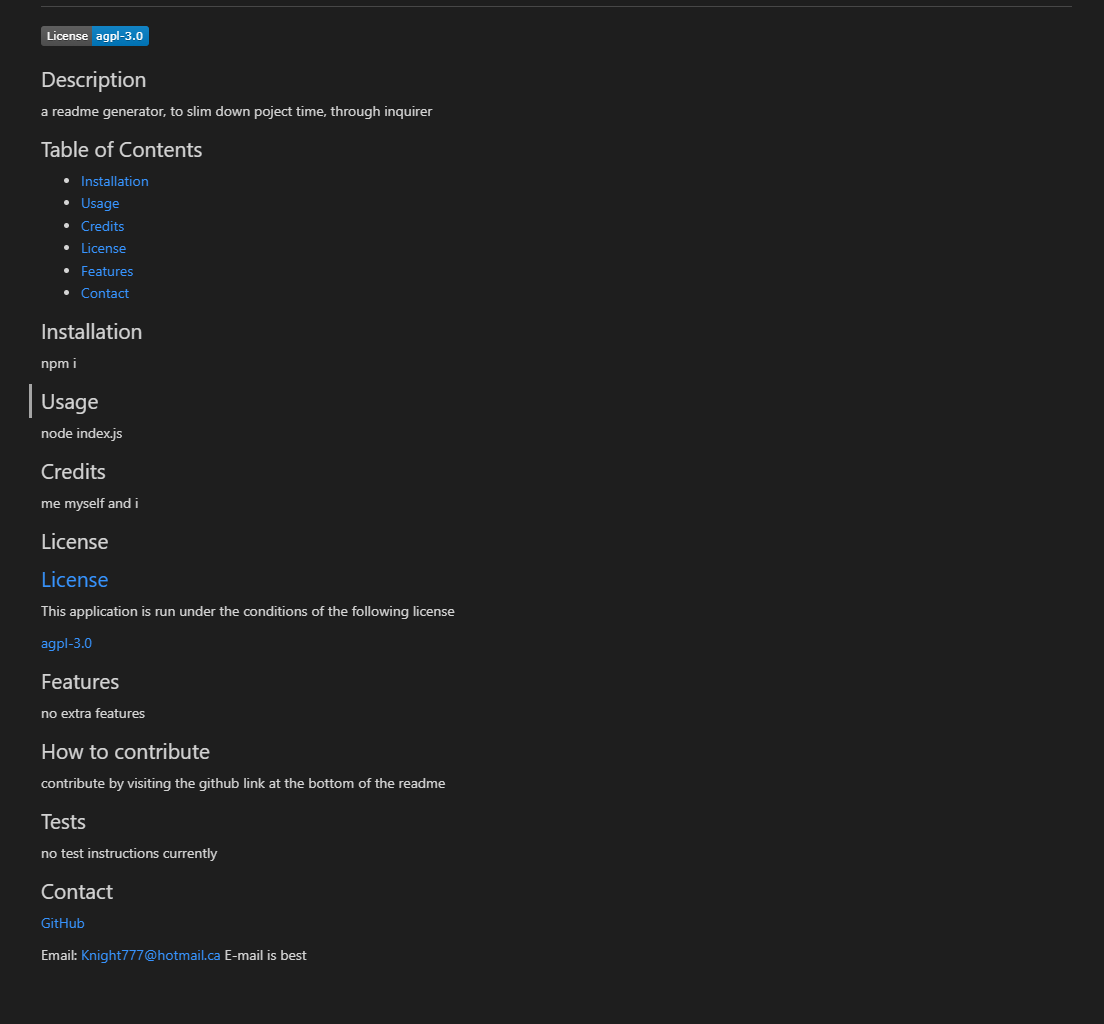 License agpl-3.0
Description
a readme generator, to slim down poject time, through inquirer
Table of Contents
Installation
Usage
Credits
License
Features
Contact
Installation
npm i
Usage
node index.js
Credits
me myself and i
License
License
This application is run under the conditions of the following license
agpl-3.0
Features
no extra features
How to contribute
contribute by visiting the github link at the bottom of the readme
Tests
no test instructions currently
Contact
GitHub
Email: Knight777@hotmail.ca E-mail is best